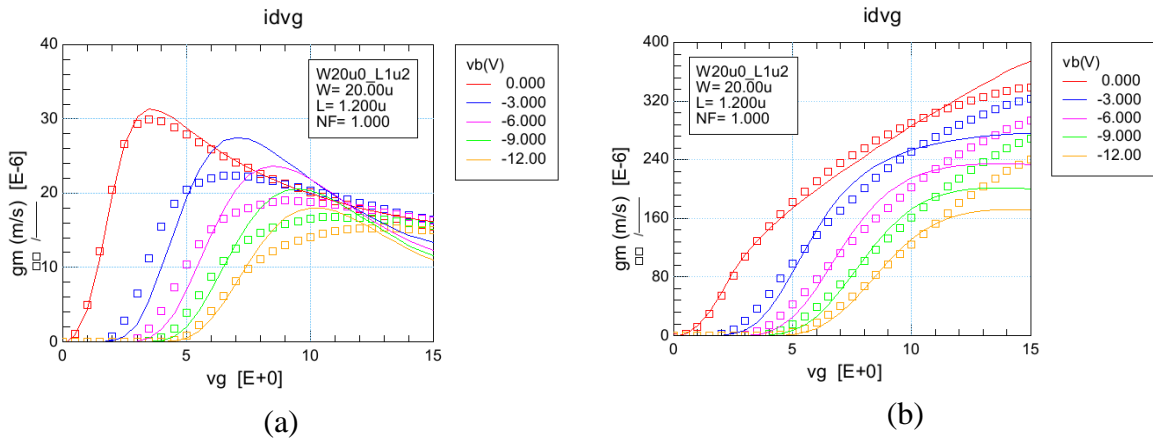 idvg
gm (m/s) [E-6]
40
30
20
10
0
W20u0_L1u2
W= 20.00u
L= 1.200u
NF= 1.000
0 5 10 15
vg [E+0]
vb(V)
0.000
-3.000
-6.000
-9.000
-12.00
(a)
idvg
gm (m/s) [E-6]
400
320
240
160
80
0
W20u0_L1u2
W= 20.00u
L= 1.200u
NF= 1.000
0 5 10 15
vg [E+0]
vb(V)
0.000
-3.000
-6.000
-9.000
-12.00
(b)